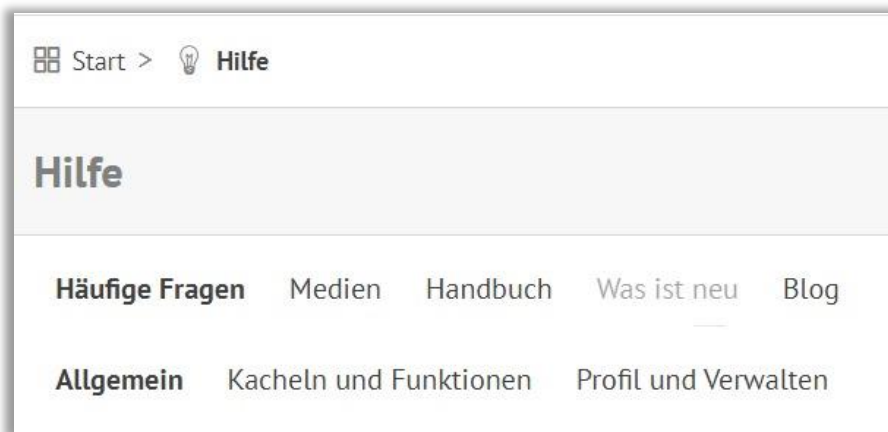 Start > Hilfe
Hilfe
Häufige Fragen Medien Handbuch Was ist neu Blog
Allgemein Kacheln und Funktionen Profil und Verwalten